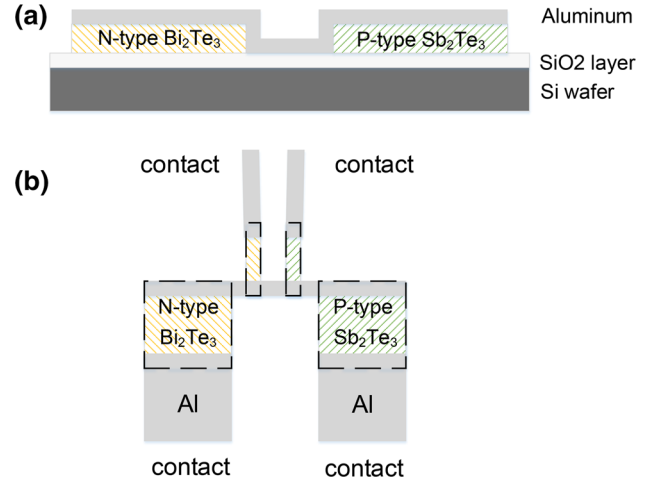 (a)
Aluminum
N-type Bi₂Te₃
P-type Sb₂Te₃
SiO2 layer
Si wafer
(b)
contact
contact
N-type
Bi₂Te₃
P-type
Sb₂Te₃
Al
Al
contact
contact